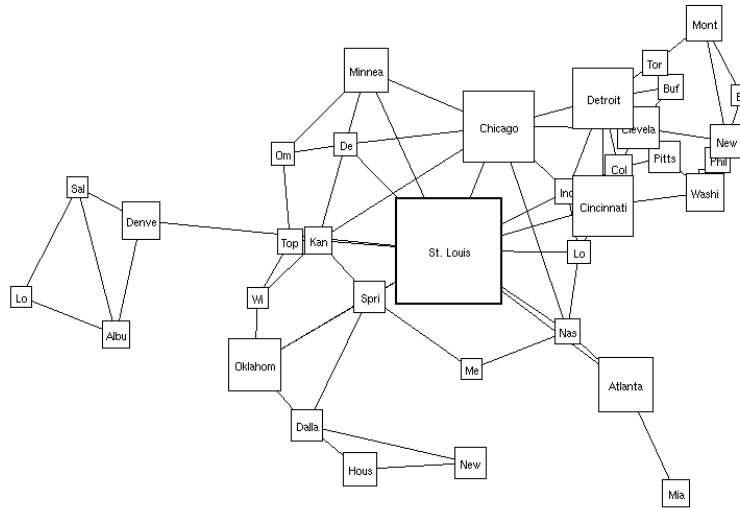 Mont
Tor
Minnea
Buf
Detroit
E
Chicago
Clevela
New
De
Om
Pitts
Phil
Col
Sal
Ind
Washi
Cincinnati
Denve
Top
Kan
St. Louis
Lo
Lo
Wi
Spri
Nas
Albu
Oklahom
Me
Atlanta
Dalla
New
Hous
Mia